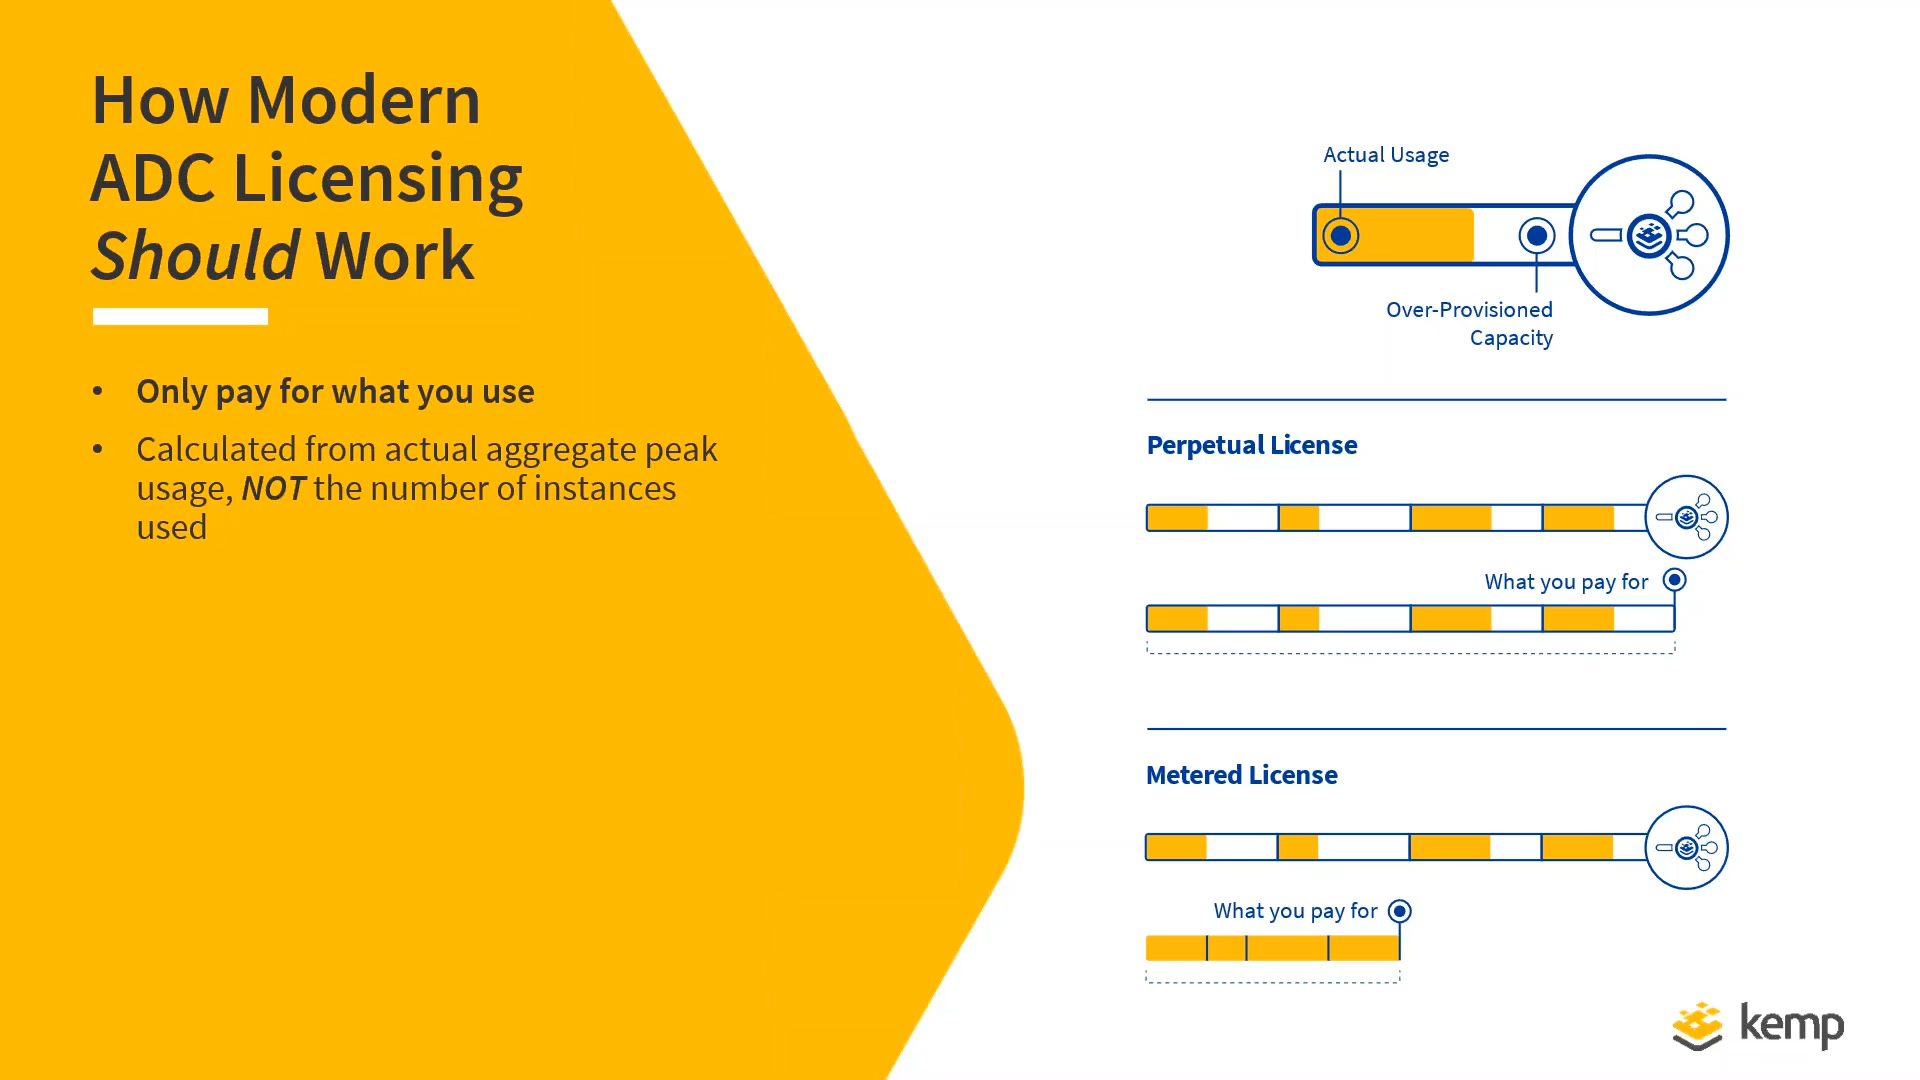 How Modern
ADC Licensing
Should Work
• Only pay for what you use
• Calculated from actual aggregate peak
usage, NOT the number of instances
used
Actual Usage
Over-Provisioned
Capacity
Perpetual License
What you pay for
Metered License
What you pay for
kemp